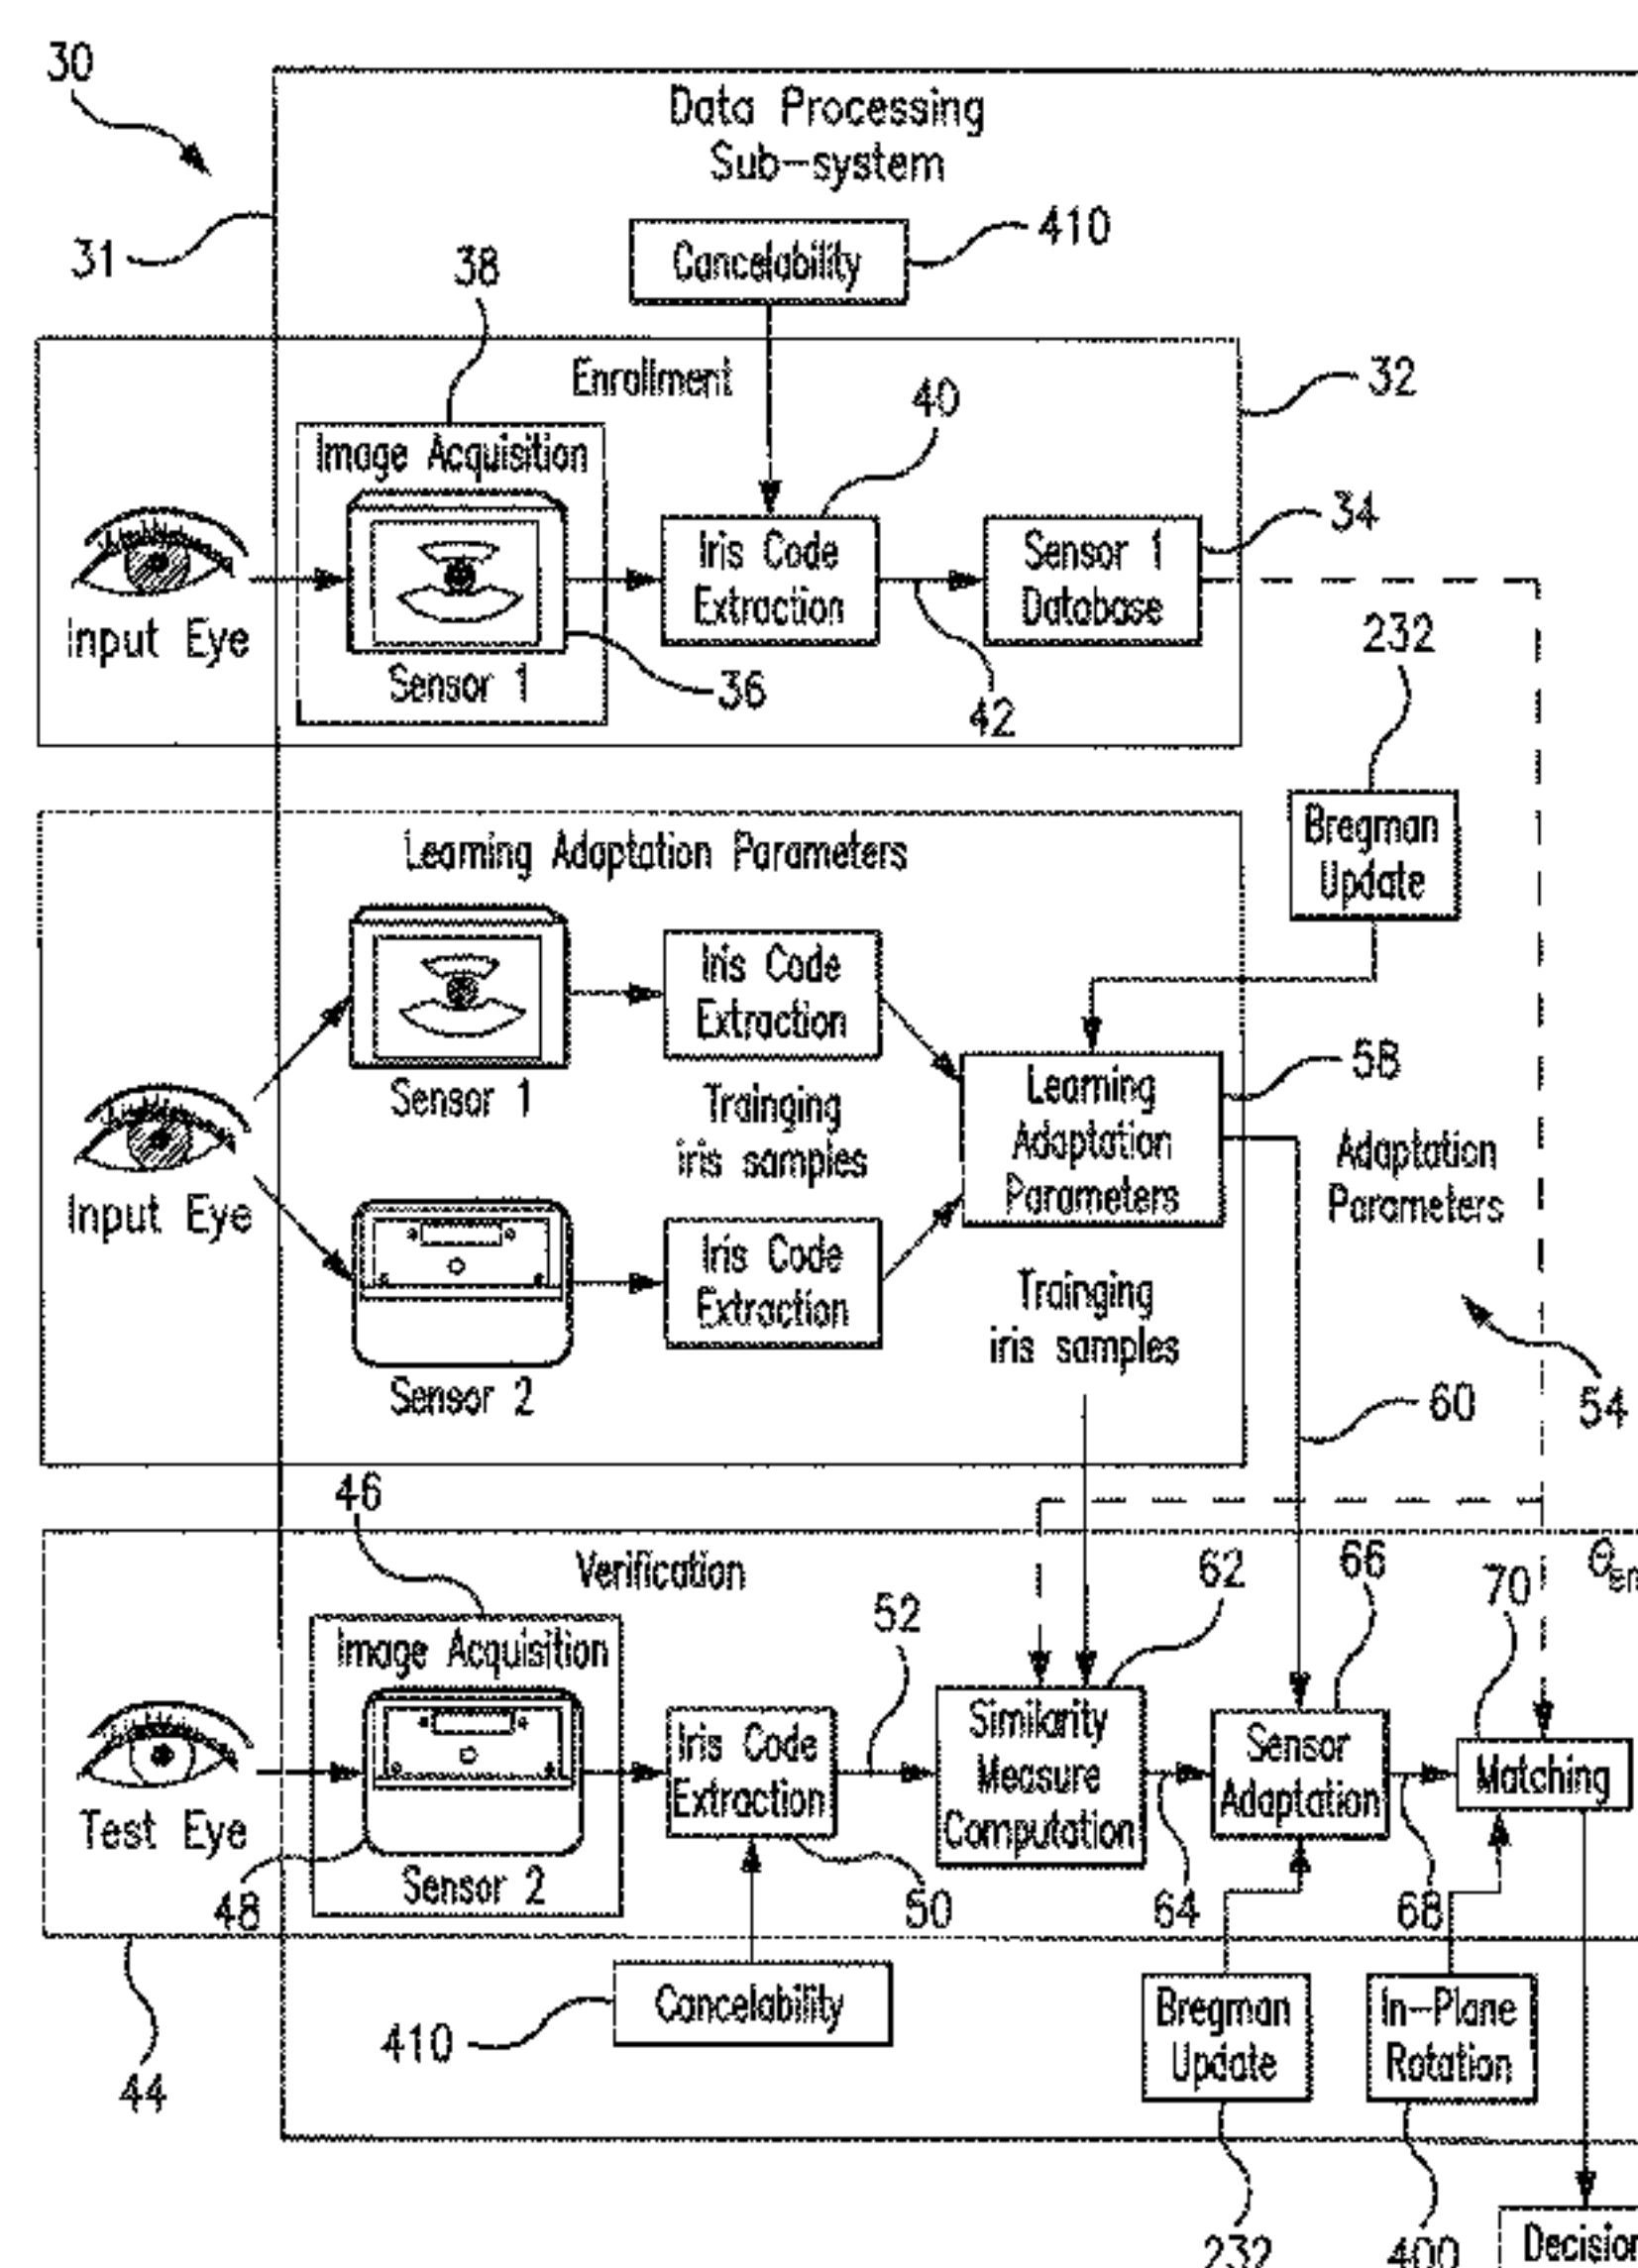 30
Data Processing
Sub-system
31
Cancelability
410
38
Enrollment
32
40
Image Acquisition
Iris Code
Extraction
Sensor 1
Database
34
Input Eye
Sensor 1
36
42
232
Bregman
Update
Learning Adaptation Parameters
Iris Code
Extraction
Sensor 1
Trainging
iris samples
Learning
Adaptation
Parameters
58
Adaptation
Parameters
Input Eye
Iris Code
Extraction
Trainging
iris samples
Sensor 2
60
54
46
Verification
52
62
66
70
Image Acquisition
Iris Code
Extraction
Similarity
Measure
Computation
Sensor
Adaptation
Matching
Test Eye
48
Sensor 2
50
64
68
Cancelability
410
Bregman
Update
In-Plane
Rotation
44
232
400
Decision